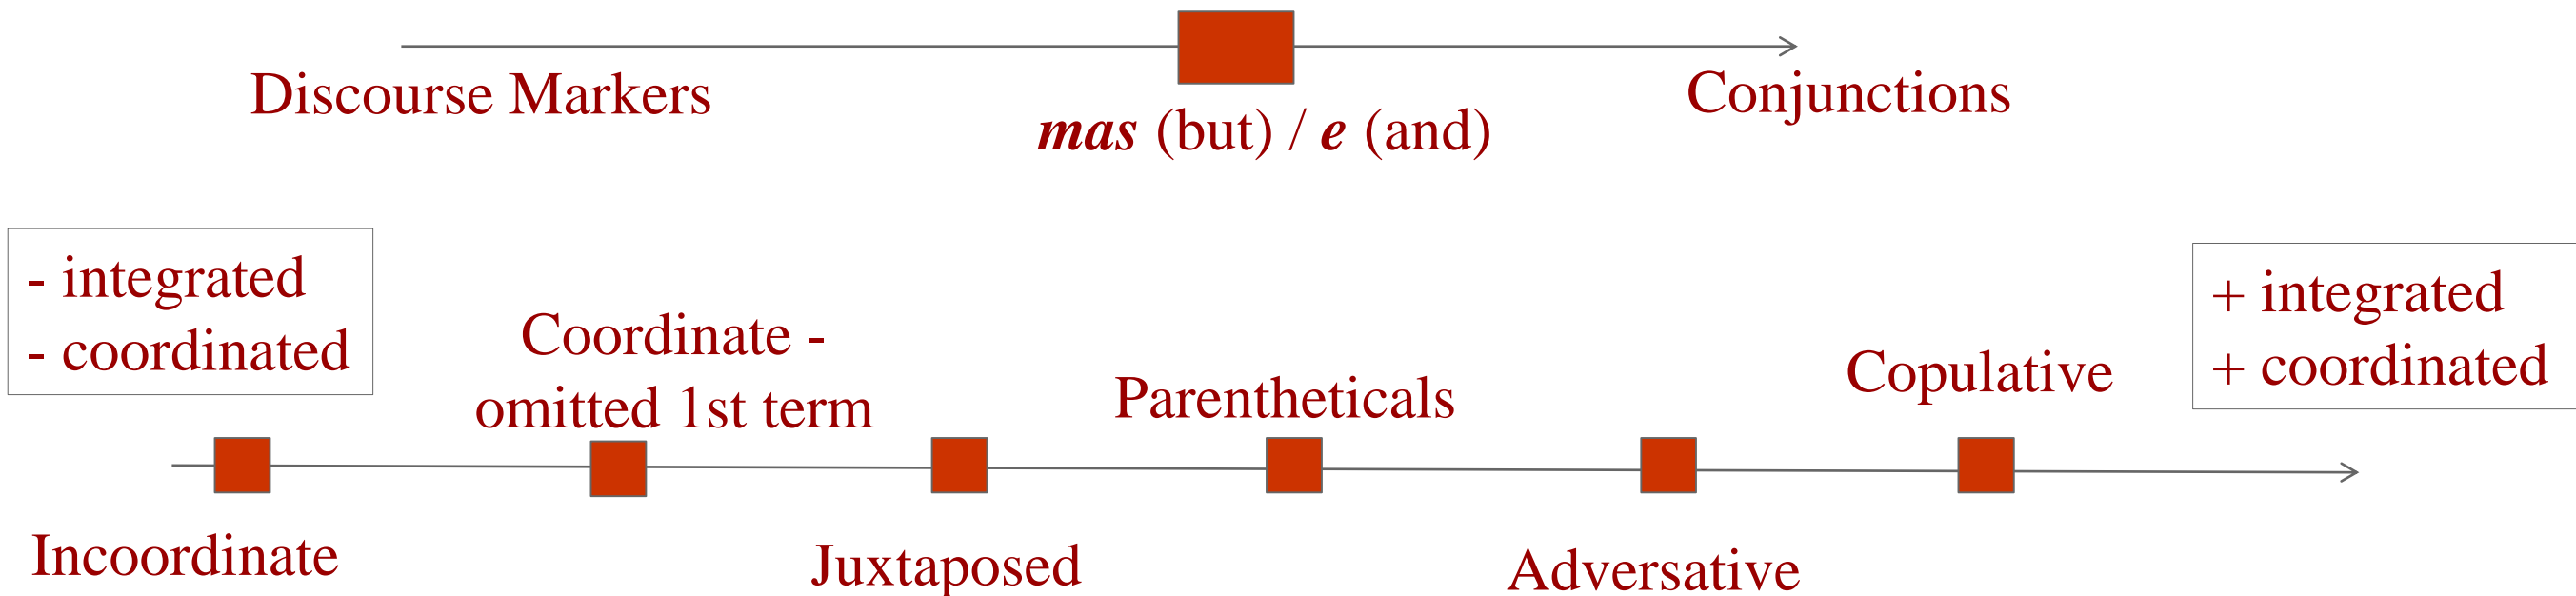 Discourse Markers
mas (but) / e (and)
Conjunctions
- integrated
- coordinated
Coordinate -
omitted 1st term
Parentheticals
Copulative
+ integrated
+ coordinated
Incoordinate
Juxtaposed
Adversative